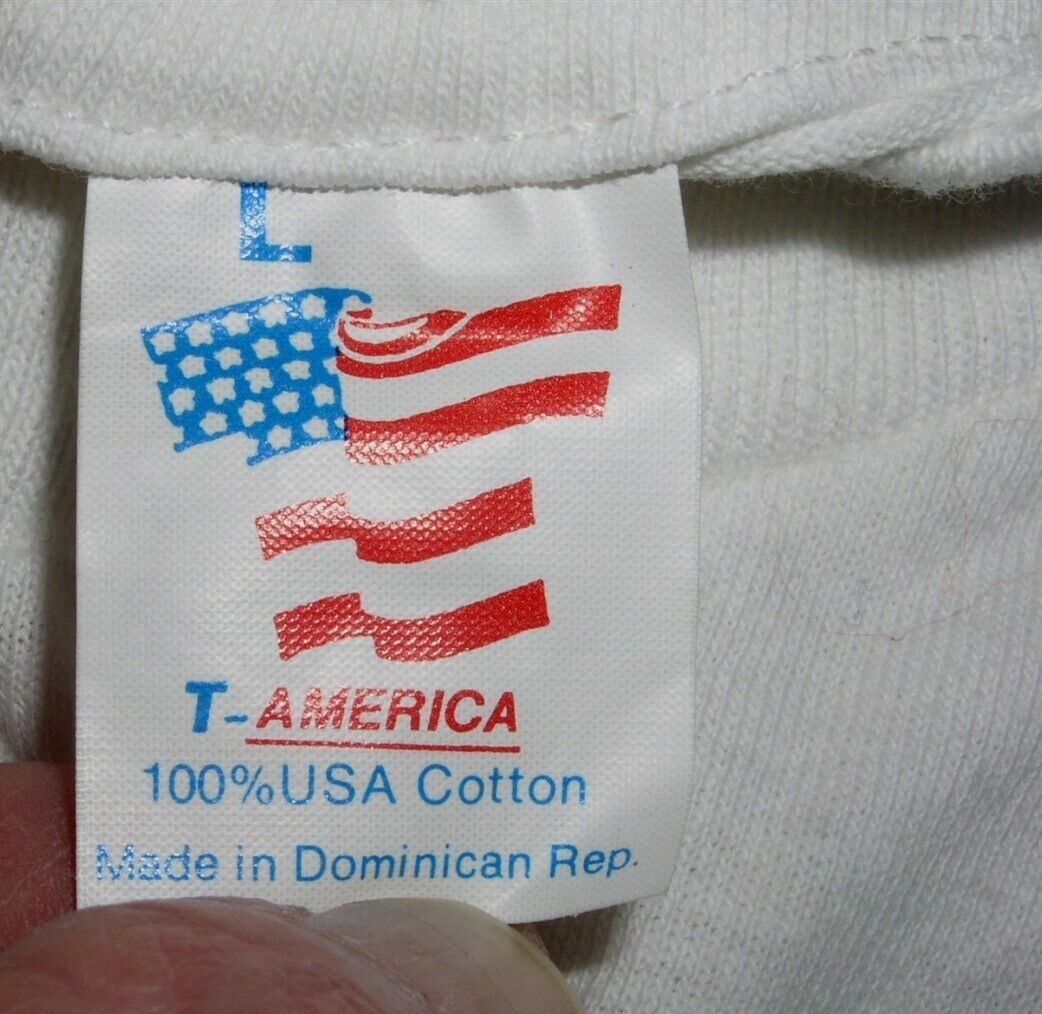 L
T-AMERICA
100% USA Cotton
Made in Dominican Rep.